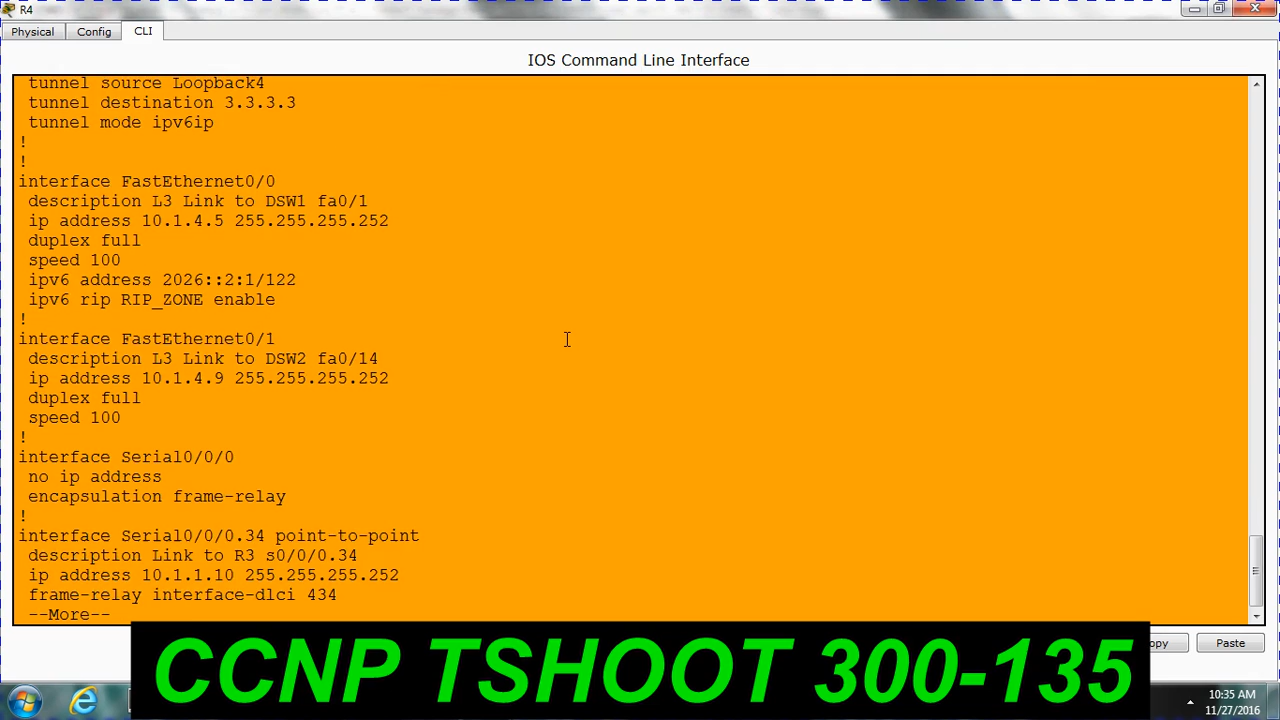 R4
Physical Config CLI
IOS Command Line Interface
tunnel source Loopback4
tunnel destination 3.3.3.3
tunnel mode ipv6ip
!
!
interface FastEthernet0/0
description L3 Link to DSW1 fa0/1
ip address 10.1.4.5 255.255.255.252
duplex full
speed 100
ipv6 address 2026::2:1/122
ipv6 rip RIP_ZONE enable
!
interface FastEthernet0/1
description L3 Link to DSW2 fa0/14
ip address 10.1.4.9 255.255.255.252
duplex full
speed 100
!
interface Serial0/0/0
no ip address
encapsulation frame-relay
!
interface Serial0/0/0.34 point-to-point
description Link to R3 s0/0/0.34
ip address 10.1.1.10 255.255.255.252
frame-relay interface-dlci 434
--More--
opy Paste
CCNP TSHOOT 300-135
10:35 AM
11/27/2016